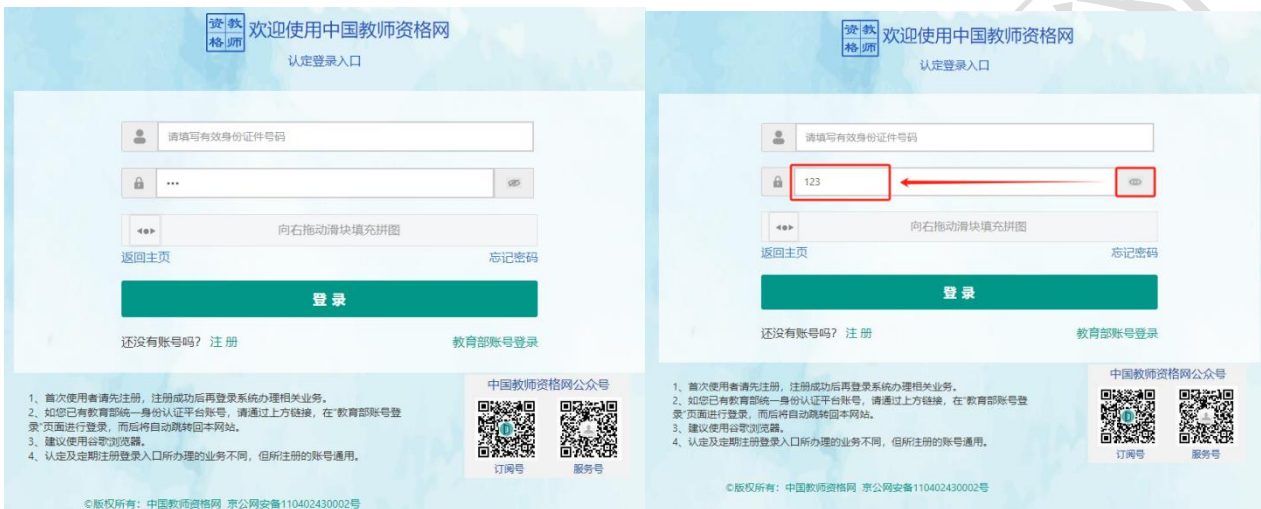 资教
格师
欢迎使用中国教师资格网
认定登录入口
请填写有效身份证件号码
•••
向右拖动滑块填充拼图
返回主页
忘记密码
登 录
还没有账号吗？ 注 册
教育部账号登录
1、首次使用者请先注册，注册成功后再登录系统办理相关业务。
2、如您已有教育部统一身份认证平台账号，请通过上方链接，在“教育部账号登
录”页面进行登录，而后将自动跳转回本网站。
3、建议使用谷歌浏览器。
4、认定及定期注册登录入口所办理的业务不同，但所注册的账号通用。
中国教师资格网公众号
订阅号
服务号
©版权所有：中国教师资格网 京公网安备110402430002号
资教
格师
欢迎使用中国教师资格网
认定登录入口
请填写有效身份证件号码
123
向右拖动滑块填充拼图
返回主页
忘记密码
登 录
还没有账号吗？ 注 册
教育部账号登录
1、首次使用者请先注册，注册成功后再登录系统办理相关业务。
2、如您已有教育部统一身份认证平台账号，请通过上方链接，在“教育部账号登
录”页面进行登录，而后将自动跳转回本网站。
3、建议使用谷歌浏览器。
4、认定及定期注册登录入口所办理的业务不同，但所注册的账号通用。
中国教师资格网公众号
订阅号
服务号
©版权所有：中国教师资格网 京公网安备110402430002号